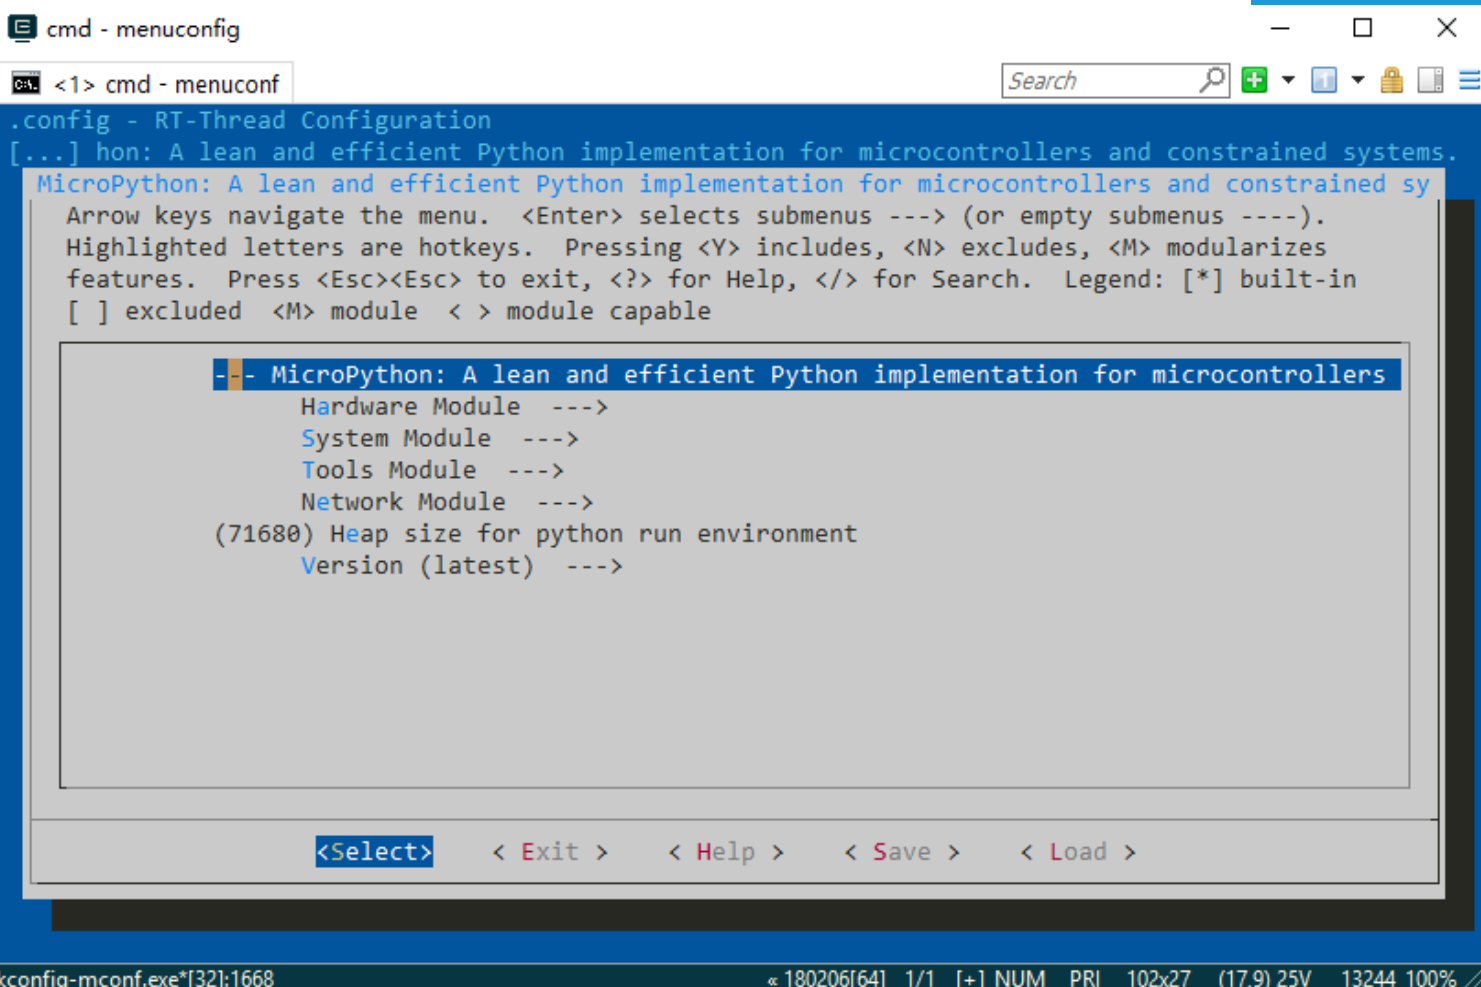 cmd - menuconfig
<1> cmd - menuconf
Search
.config - RT-Thread Configuration
[...] hon: A lean and efficient Python implementation for microcontrollers and constrained systems.
MicroPython: A lean and efficient Python implementation for microcontrollers and constrained sy
Arrow keys navigate the menu.  <Enter> selects submenus ---> (or empty submenus ----).
Highlighted letters are hotkeys.  Pressing <Y> includes, <N> excludes, <M> modularizes
features.  Press <Esc><Esc> to exit, <?> for Help, </> for Search.  Legend: [*] built-in
[ ] excluded  <M> module  < > module capable
--- MicroPython: A lean and efficient Python implementation for microcontrollers
Hardware Module  --->
System Module  --->
Tools Module  --->
Network Module  --->
(71680) Heap size for python run environment
Version (latest)  --->
<Select>    < Exit >    < Help >    < Save >    < Load >
kconfig-mconf.exe*[32]:1668    « 180206[64]  1/1  [+] NUM  PRI  102x27  (17,9) 25V  13244 100%